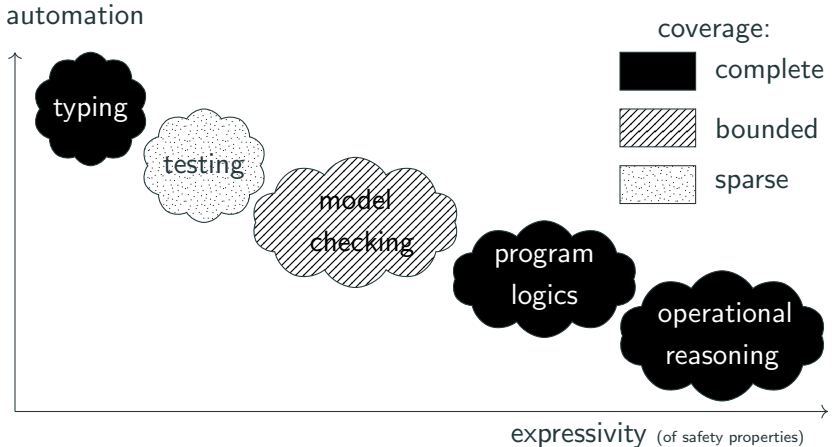 automation
coverage:
complete
bounded
sparse
typing
testing
model
checking
program
logics
operational
reasoning
expressivity (of safety properties)